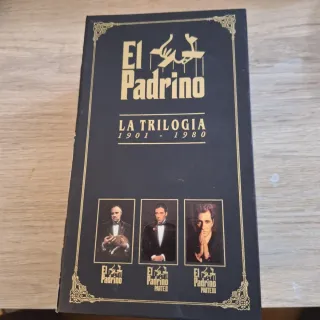 El
Padrino
LA TRILOGIA
1901 - 1980
El
Padrino
El
Padrino
PARTE II
El
Padrino
PARTE III